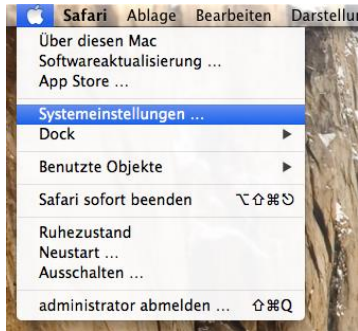 Safari Ablage Bearbeiten Darstellu
Über diesen Mac
Softwareaktualisierung ...
App Store ...
Systemeinstellungen ...
Dock
Benutzte Objekte
Safari sofort beenden ⌥⇧⌘⎋
Ruhezustand
Neustart ...
Ausschalten ...
administrator abmelden ... ⇧⌘Q